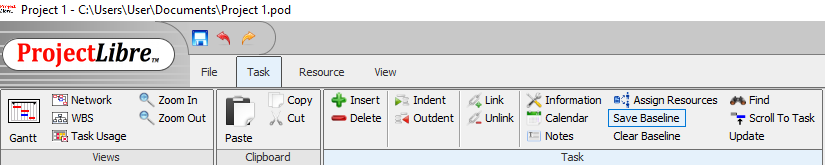 Project 1 - C:\Users\User\Documents\Project 1.pod
ProjectLibre TM
File Task Resource View
Gantt
Network
WBS
Task Usage
Zoom In
Zoom Out
Views
Paste
Copy
Cut
Clipboard
Insert
Delete
Indent
Outdent
Link
Unlink
Information
Calendar
Notes
Assign Resources
Save Baseline
Clear Baseline
Find
Scroll To Task
Update
Task